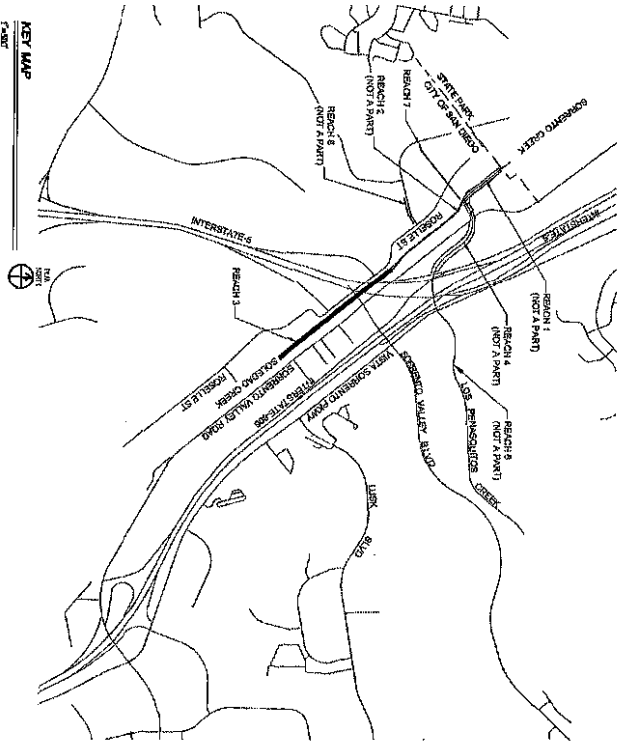 KEY MAP
STATE PARK
CITY OF SAN DIEGO
SORRENTO CREEK
REACH 7
REACH 2
(NOT A PART)
REACH 6
(NOT A PART)
ROSELLE ST
INTERSTATE-5
INTERSTATE-5
REACH 1
(NOT A PART)
REACH 4
(NOT A PART)
REACH 5
(NOT A PART)
LOS PENASQUITOS CREEK
SORRENTO VALLEY BLVD
REACH 3
VISTA SORRENTO PKWY
INTERSTATE-805
SORRENTO VALLEY ROAD
SOLEDAD CREEK
ROSELLE ST
LUSK BLVD